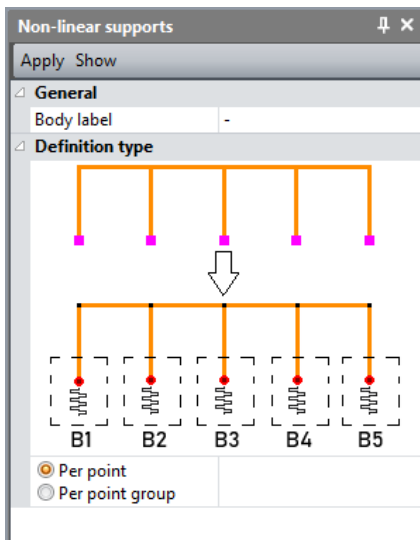 Non-linear supports
Apply Show
General
Body label -
Definition type
B1 B2 B3 B4 B5
Per point
Per point group